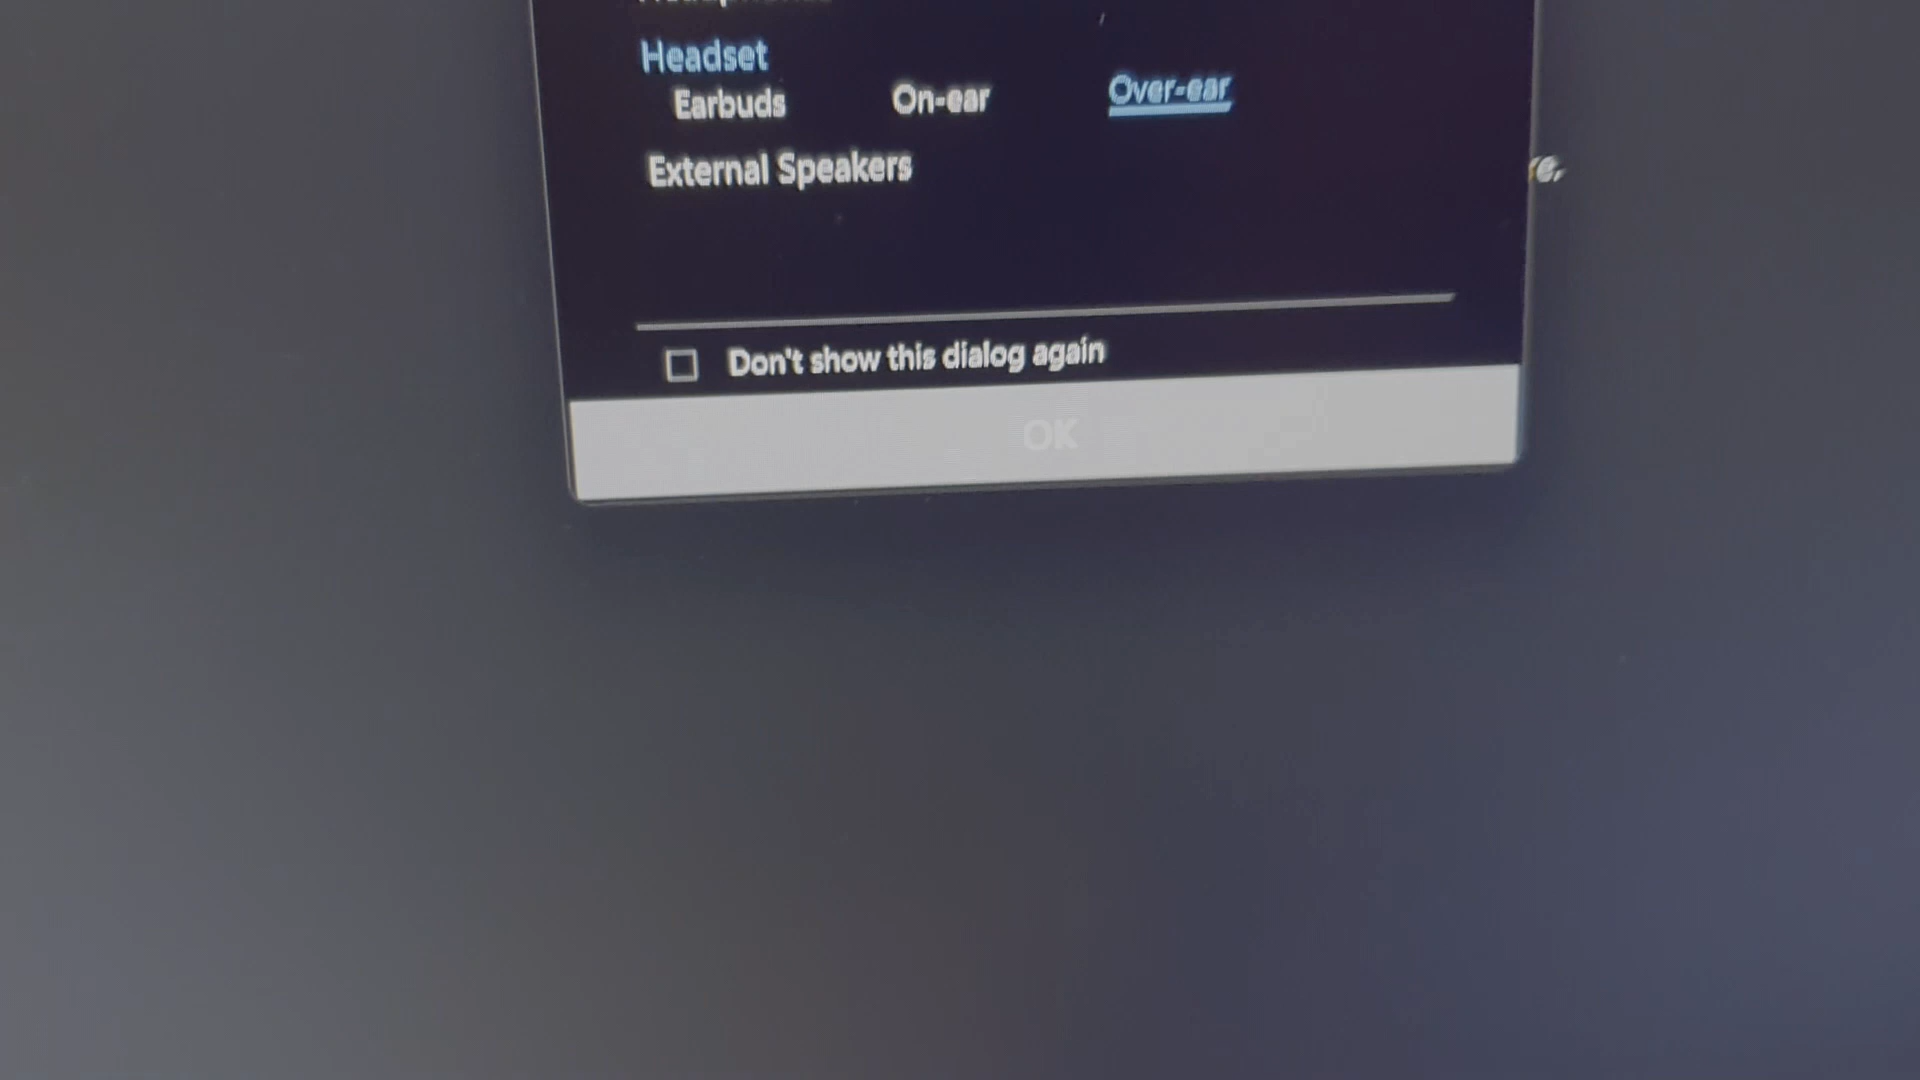 Headset
Earbuds On-ear Over-ear
External Speakers
Don't show this dialog again
OK